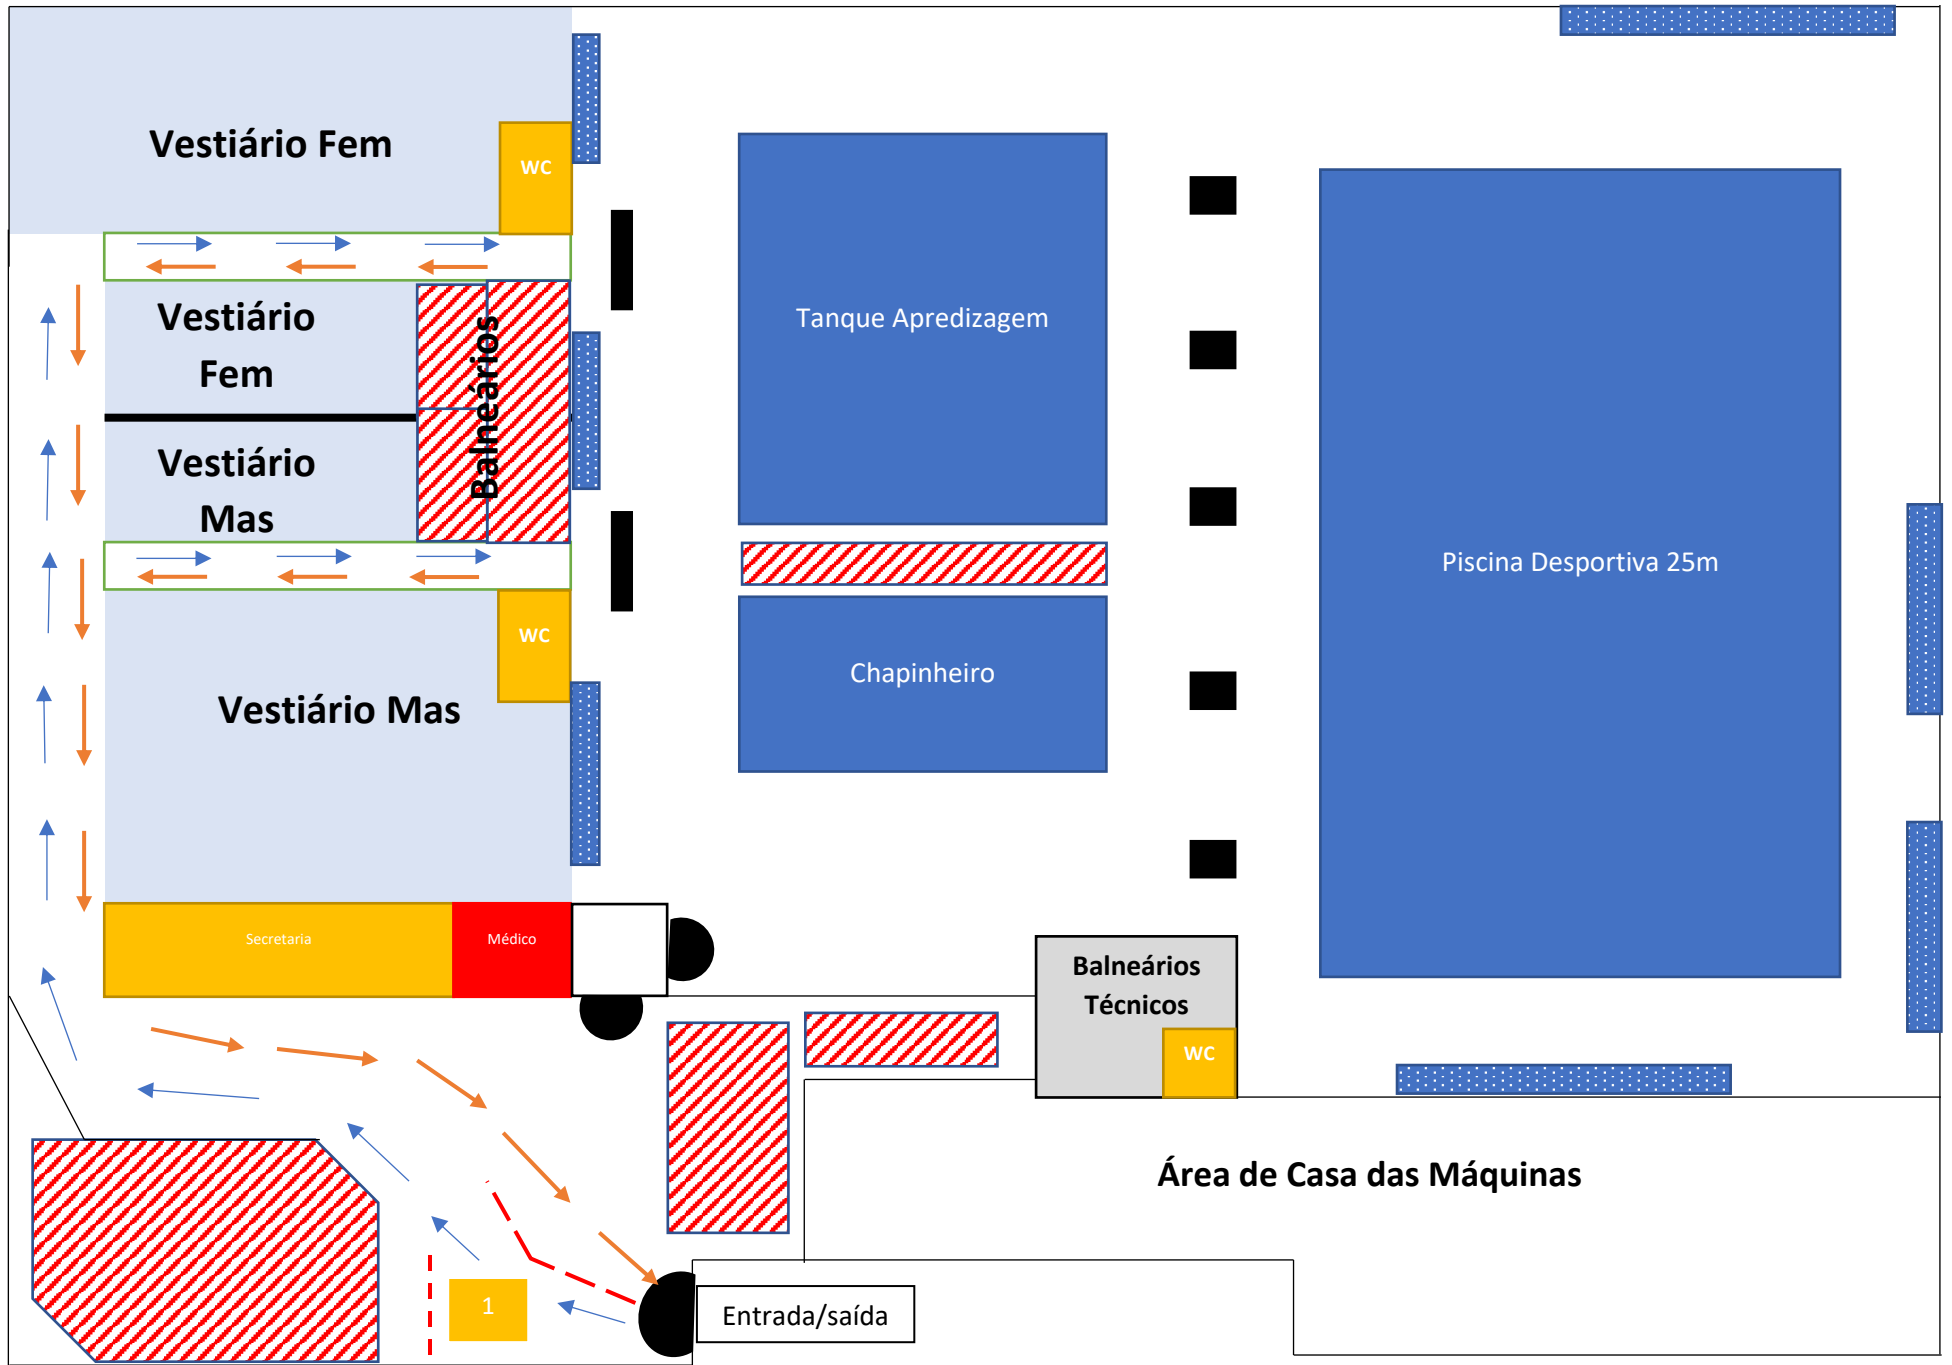 Vestiário Fem
WC
Vestiário
Fem
Balneários
Vestiário
Mas
WC
Vestiário Mas
Tanque Apredizagem
Chapinheiro
Piscina Desportiva 25m
Secretaria
Médico
Balneários
Técnicos
WC
Área de Casa das Máquinas
1
Entrada/saída